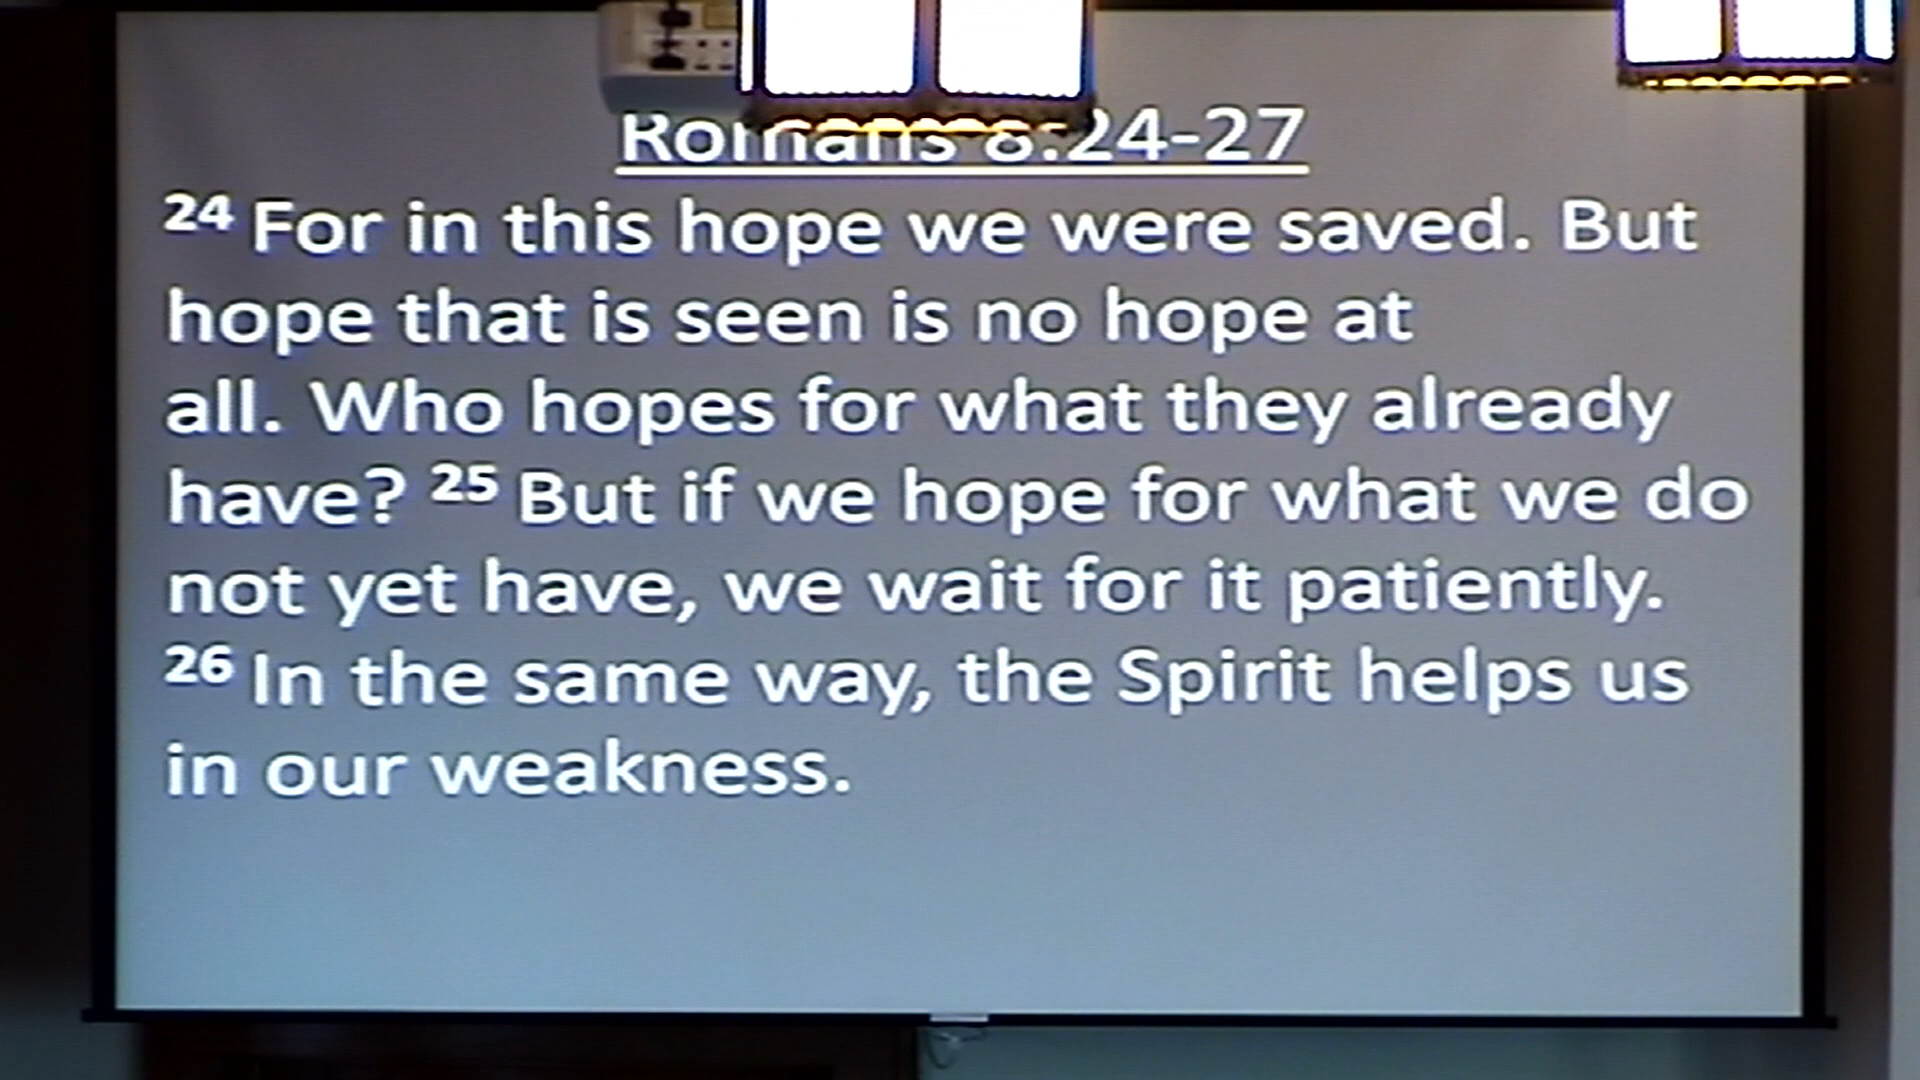 Romans 8:24-27
24 For in this hope we were saved. But
hope that is seen is no hope at
all. Who hopes for what they already
have? 25 But if we hope for what we do
not yet have, we wait for it patiently.
26 In the same way, the Spirit helps us
in our weakness.